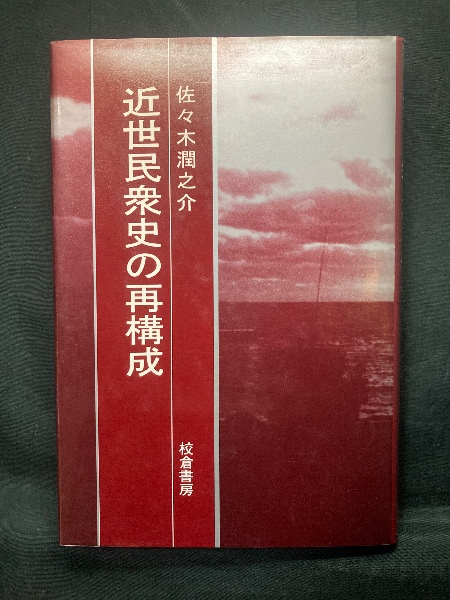 佐々木潤之介
近世民衆史の再構成
校倉書房